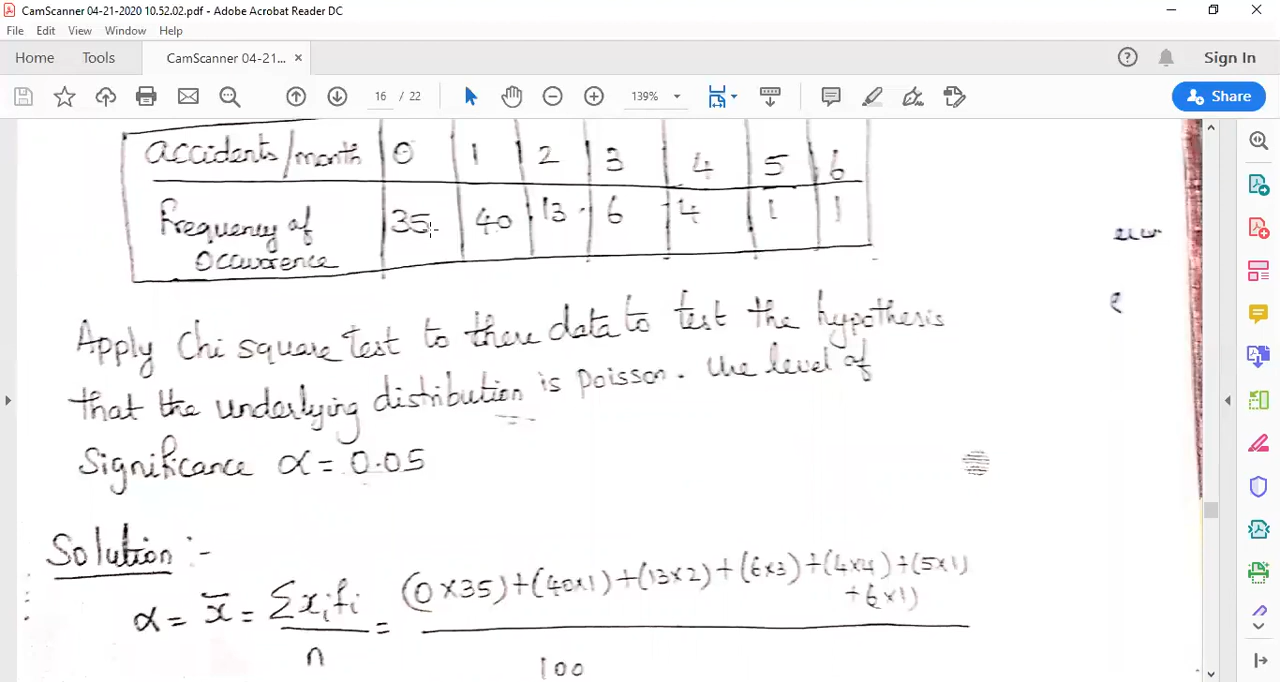 CamScanner 04-21-2020 10.52.02.pdf - Adobe Acrobat Reader DC
File Edit View Window Help
Home Tools CamScanner 04-21... × ? Sign In
16 / 22 139% Share
accidents/month 0 1 2 3 4 5 6
Frequency of 35 40 13 6 4 1 1
Occurrence
Apply Chi square Test to there data to test the hypothesis
that the underlying distribution is poisson. The level of
Significance α = 0.05
Solution :-
α = x̄ = Σxifi = (0×35)+(40×1)+(13×2)+(6×3)+(4×4)+(5×1)
+(6×1)
n 100